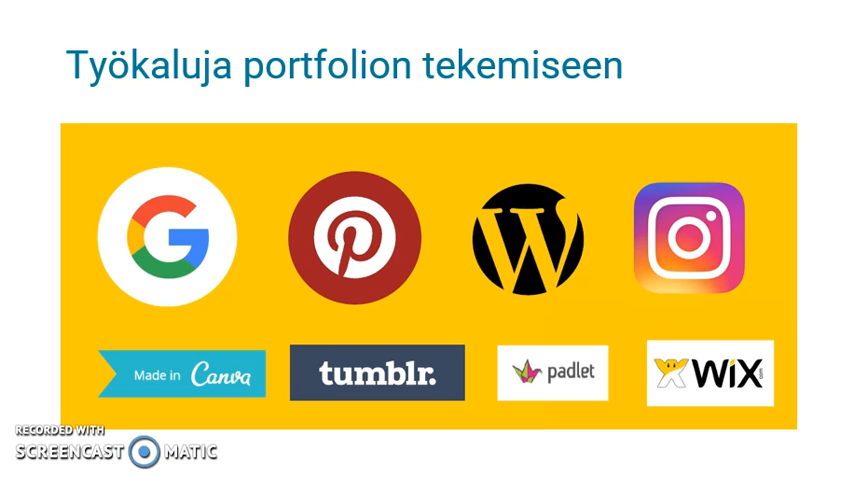 Työkaluja portfolion tekemiseen
Made in Canva
tumblr.
padlet
WiX.com
RECORDED WITH
SCREENCAST MATIC